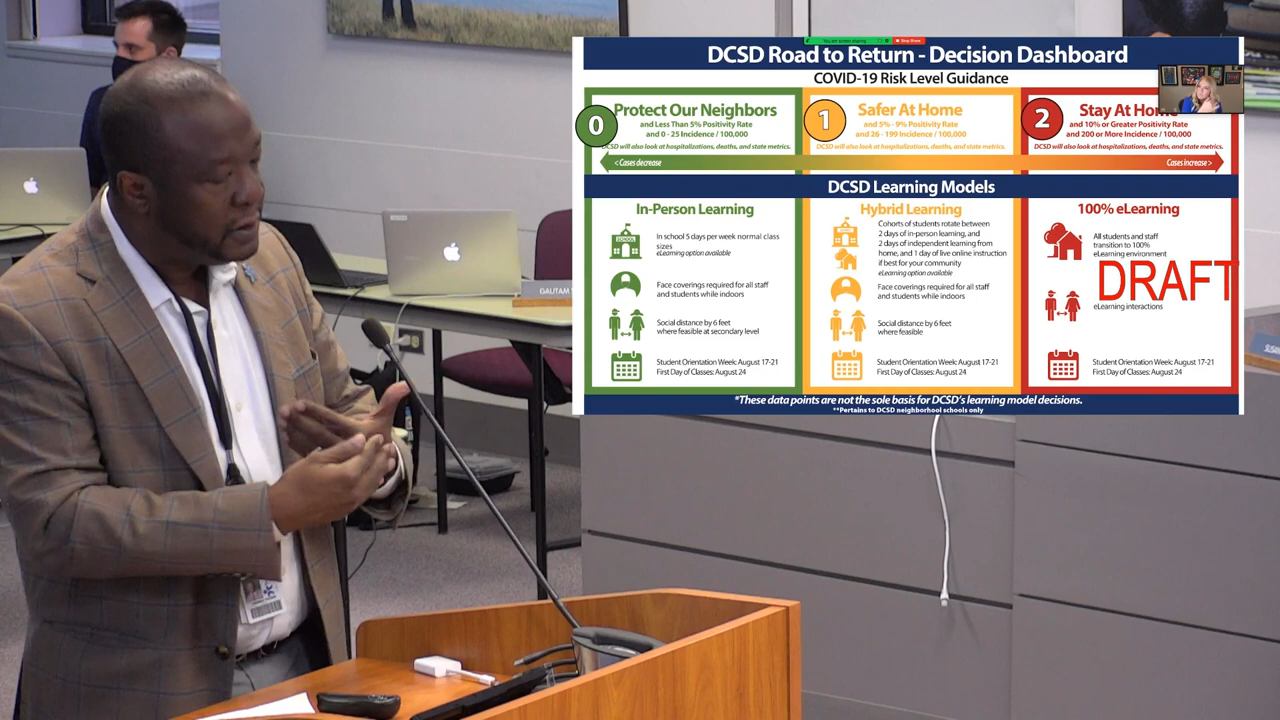 You are screen sharing
Stop Share
DCSD Road to Return - Decision Dashboard
COVID-19 Risk Level Guidance
0
Protect Our Neighbors
and Less Than 5% Positivity Rate
and 0 - 25 Incidence / 100,000
DCSD will also look at hospitalizations, deaths, and state metrics.
1
Safer At Home
and 5% - 9% Positivity Rate
and 26 - 199 Incidence / 100,000
DCSD will also look at hospitalizations, deaths, and state metrics.
2
Stay At Home
and 10% or Greater Positivity Rate
and 200 or More Incidence / 100,000
DCSD will also look at hospitalizations, deaths, and state metrics.
< Cases decrease
Cases increase >
DCSD Learning Models
In-Person Learning
SCHOOL
In school 5 days per week normal class
sizes
eLearning option available
Face coverings required for all staff
and students while indoors
Social distance by 6 feet
where feasible at secondary level
Student Orientation Week: August 17-21
First Day of Classes: August 24
Hybrid Learning
Cohorts of students rotate between
2 days of in-person learning, and
2 days of independent learning from
home, and 1 day of live online instruction
if best for your community
eLearning option available
Face coverings required for all staff
and students while indoors
Social distance by 6 feet
where feasible
Student Orientation Week: August 17-21
First Day of Classes: August 24
100% eLearning
All students and staff
transition to 100%
eLearning environment
DRAFT
eLearning interactions
Student Orientation Week: August 17-21
First Day of Classes: August 24
*These data points are not the sole basis for DCSD's learning model decisions.
**Pertains to DCSD neighborhool schools only
GAUTAM